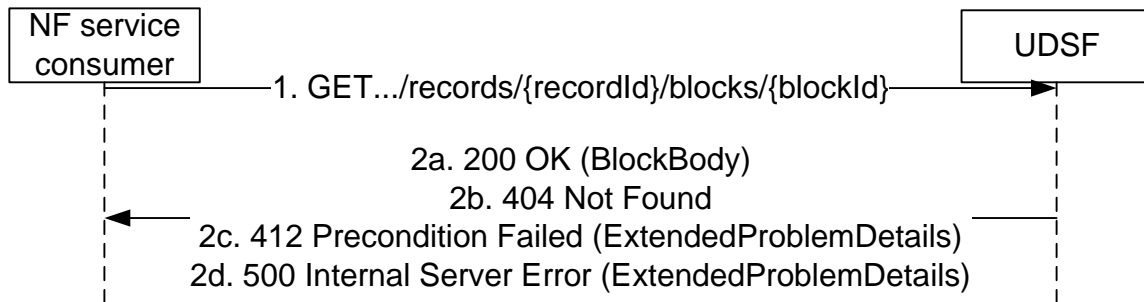 NF service
consumer
UDSF
1. GET.../records/{recordId}/blocks/{blockId}
2a. 200 OK (BlockBody)
2b. 404 Not Found
2c. 412 Precondition Failed (ExtendedProblemDetails)
2d. 500 Internal Server Error (ExtendedProblemDetails)